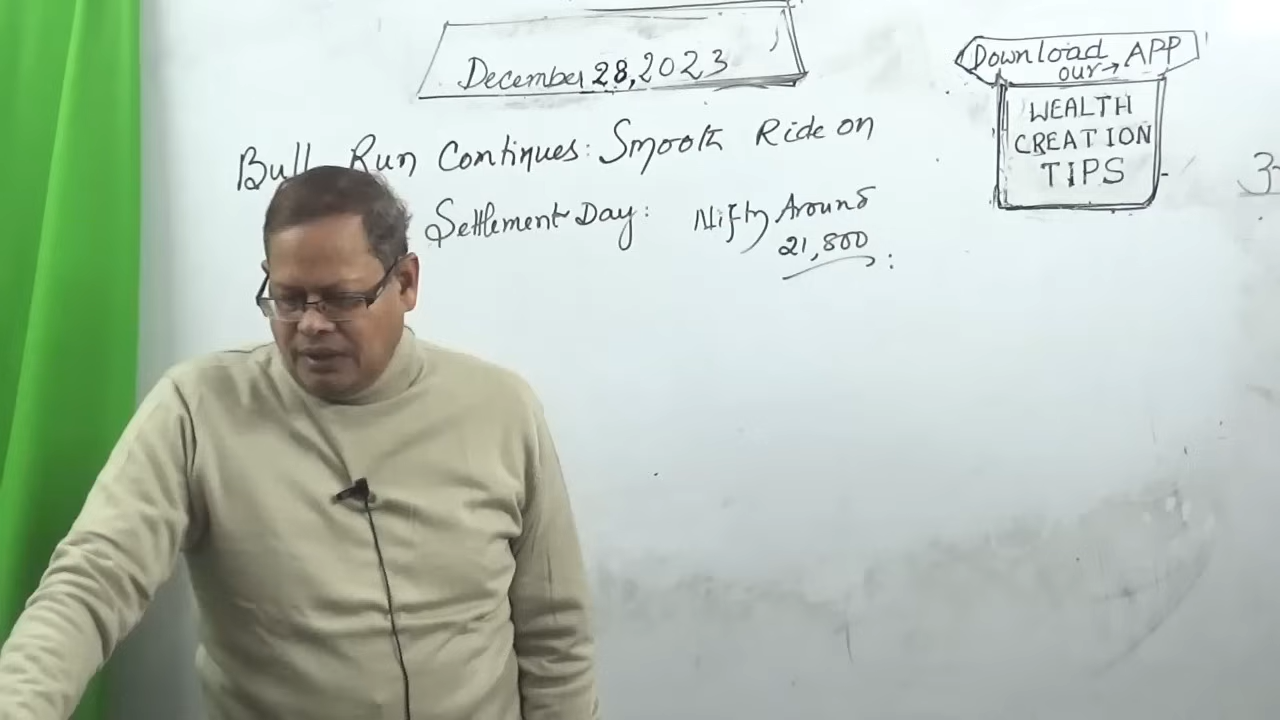 December 28, 2023
Download
our → APP
WEALTH
CREATION
TIPS
Bull Run Continues: Smooth Ride on
Settlement Day: Nifty Around
21,800 :